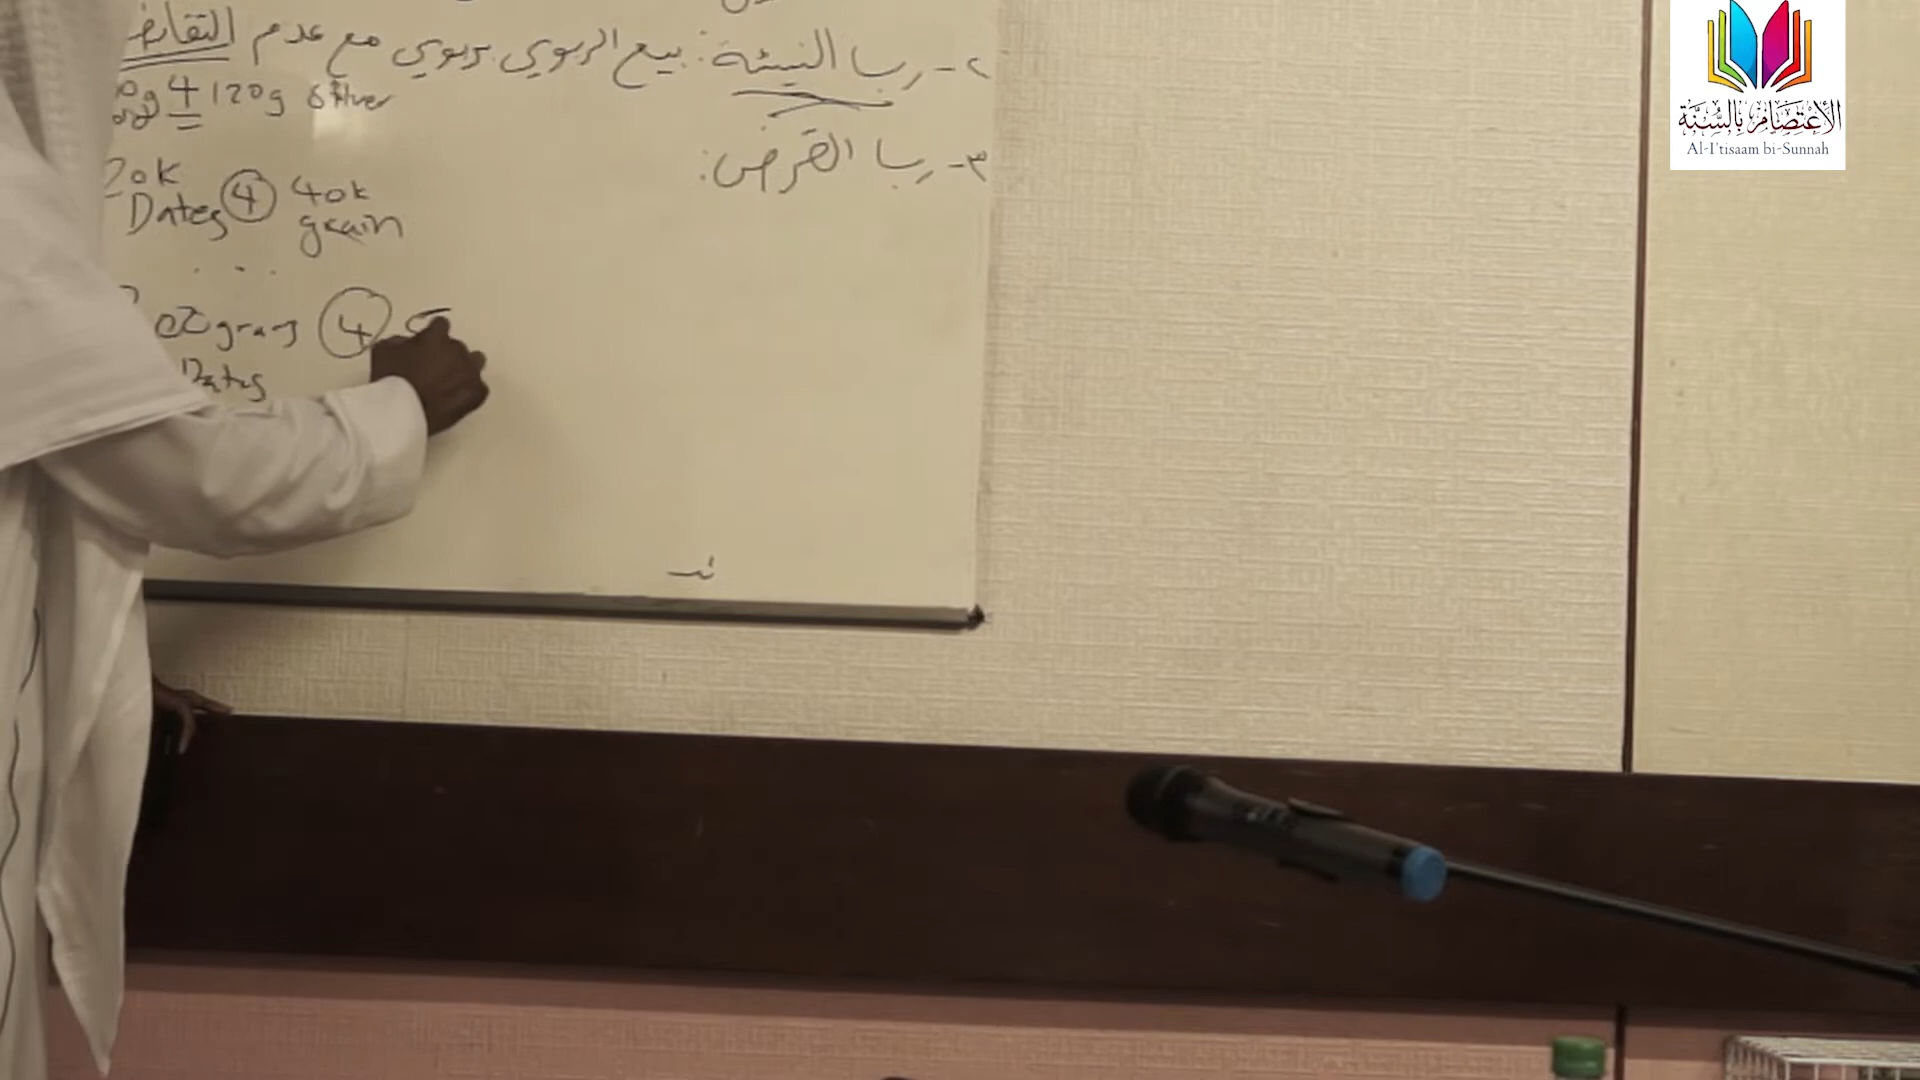 ٢- ربا النسيئة: بيع الربوي بربوي مع عدم
4 120g silver
٣- ربا القرض:
20k 4 40k
Dates grain
grams 4
Dates
الاعتصام بالسنة
Al-I'tisaam bi-Sunnah